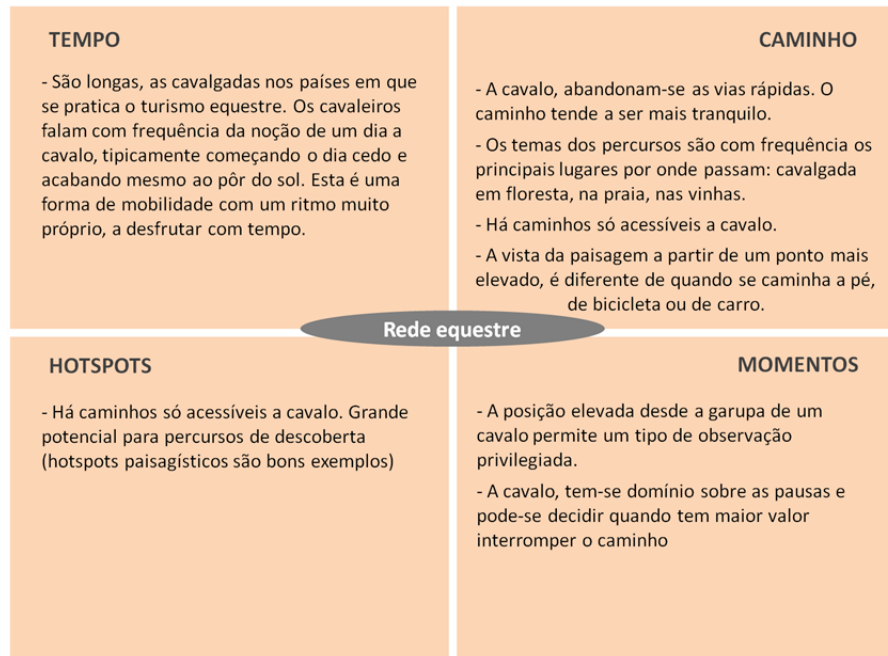 TEMPO
- São longas, as cavalgadas nos países em que
se pratica o turismo equestre. Os cavaleiros
falam com frequência da noção de um dia a
cavalo, tipicamente começando o dia cedo e
acabando mesmo ao pôr do sol. Esta é uma
forma de mobilidade com um ritmo muito
próprio, a desfrutar com tempo.
CAMINHO
- A cavalo, abandonam-se as vias rápidas. O
caminho tende a ser mais tranquilo.
- Os temas dos percursos são com frequência os
principais lugares por onde passam: cavalgada
em floresta, na praia, nas vinhas.
- Há caminhos só acessíveis a cavalo.
- A vista da paisagem a partir de um ponto mais
elevado, é diferente de quando se caminha a pé,
de bicicleta ou de carro.
Rede equestre
HOTSPOTS
- Há caminhos só acessíveis a cavalo. Grande
potencial para percursos de descoberta
(hotspots paisagísticos são bons exemplos)
MOMENTOS
- A posição elevada desde a garupa de um
cavalo permite um tipo de observação
privilegiada.
- A cavalo, tem-se domínio sobre as pausas e
pode-se decidir quando tem maior valor
interromper o caminho